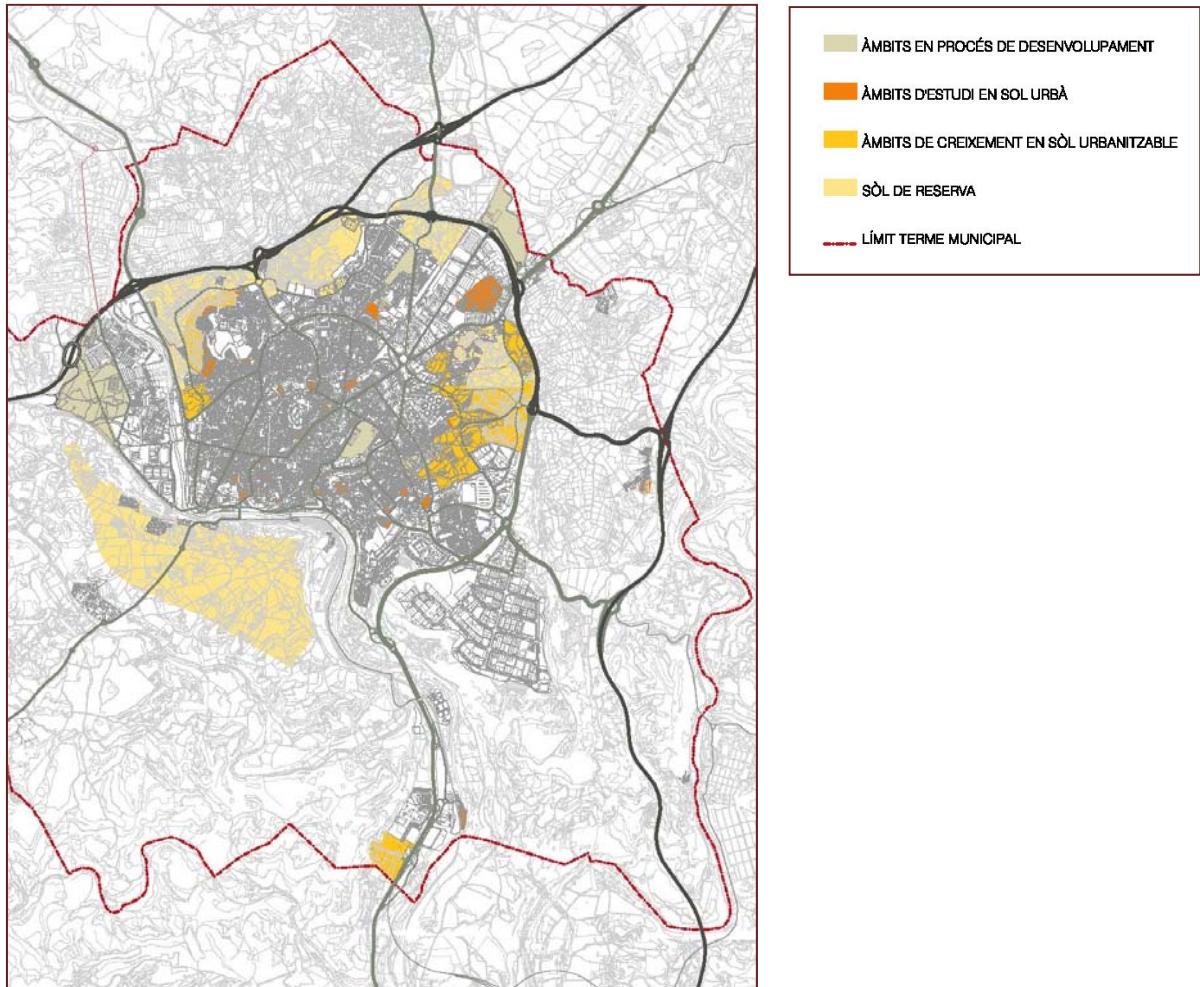 ÀMBITS EN PROCÉS DE DESENVOLUPAMENT
ÀMBITS D'ESTUDI EN SOL URBÀ
ÀMBITS DE CREIXEMENT EN SÒL URBANITZABLE
SÒL DE RESERVA
LÍMIT TERME MUNICIPAL